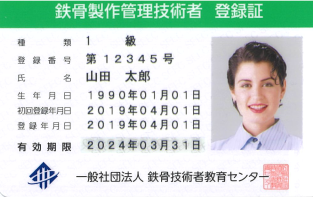 鉄骨製作管理技術者 登録証
種類 1 級
登録番号 第12345号
氏名 山田 太郎
生年月日 1990年01月01日
初回登録年月日 2019年04月01日
登録年月日 2019年04月01日
有効期限 2024年03月31日
一般社団法人 鉄骨技術者教育センター